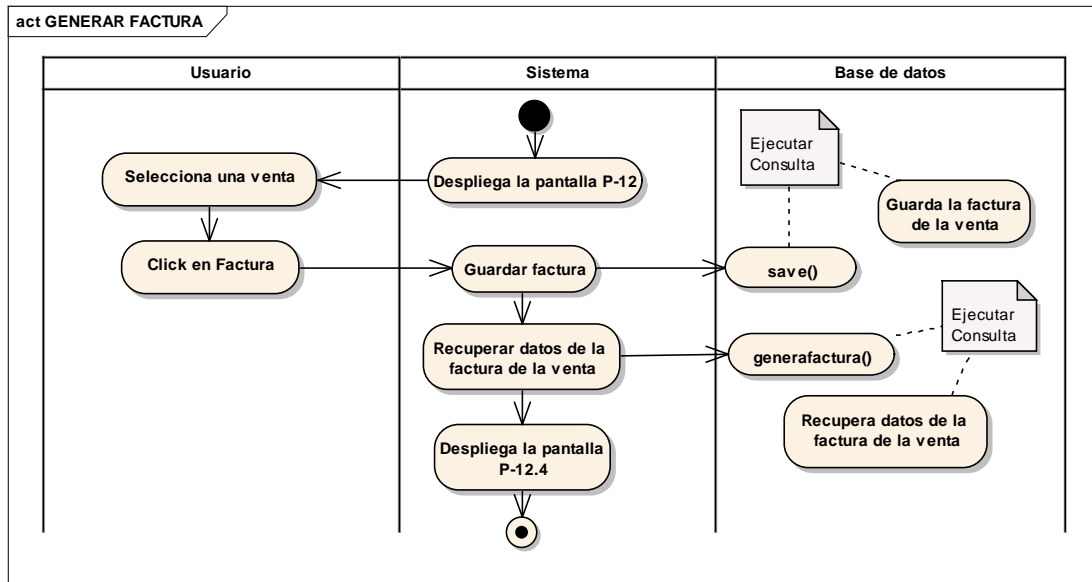 act GENERAR FACTURA
Usuario
Sistema
Base de datos
Ejecutar
Consulta
Selecciona una venta
Despliega la pantalla P-12
Guarda la factura
de la venta
Click en Factura
Guardar factura
save()
Ejecutar
Consulta
Recuperar datos de la
factura de la venta
generafactura()
Recupera datos de la
factura de la venta
Despliega la pantalla
P-12.4